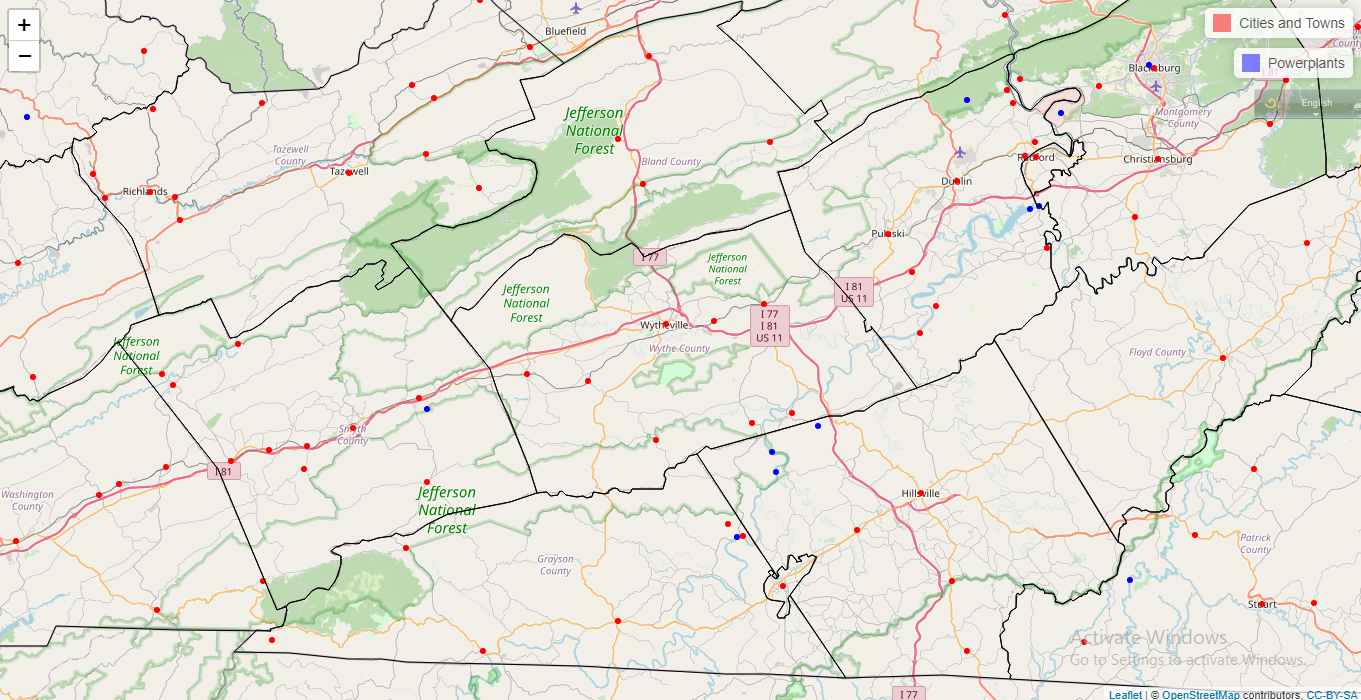 +
−
Bluefield
Cities and Towns
Powerplants
Blacksburg
English
Jefferson
National
Forest
Montgomery
County
Tazewell
County
Bland County
Radford
Christiansburg
Tazewell
Dublin
Richlands
Pulaski
I 77
Jefferson
National
Forest
Jefferson
National
Forest
I 81
US 11
I 77
I 81
US 11
Wytheville
Wythe County
Jefferson
National
Forest
Floyd County
Smyth
County
I 81
Washington
County
Jefferson
National
Forest
Hillsville
Grayson
County
Patrick
County
Stuart
Activate Windows
Go to Settings to activate Windows.
I 77
Leaflet | © OpenStreetMap contributors, CC-BY-SA